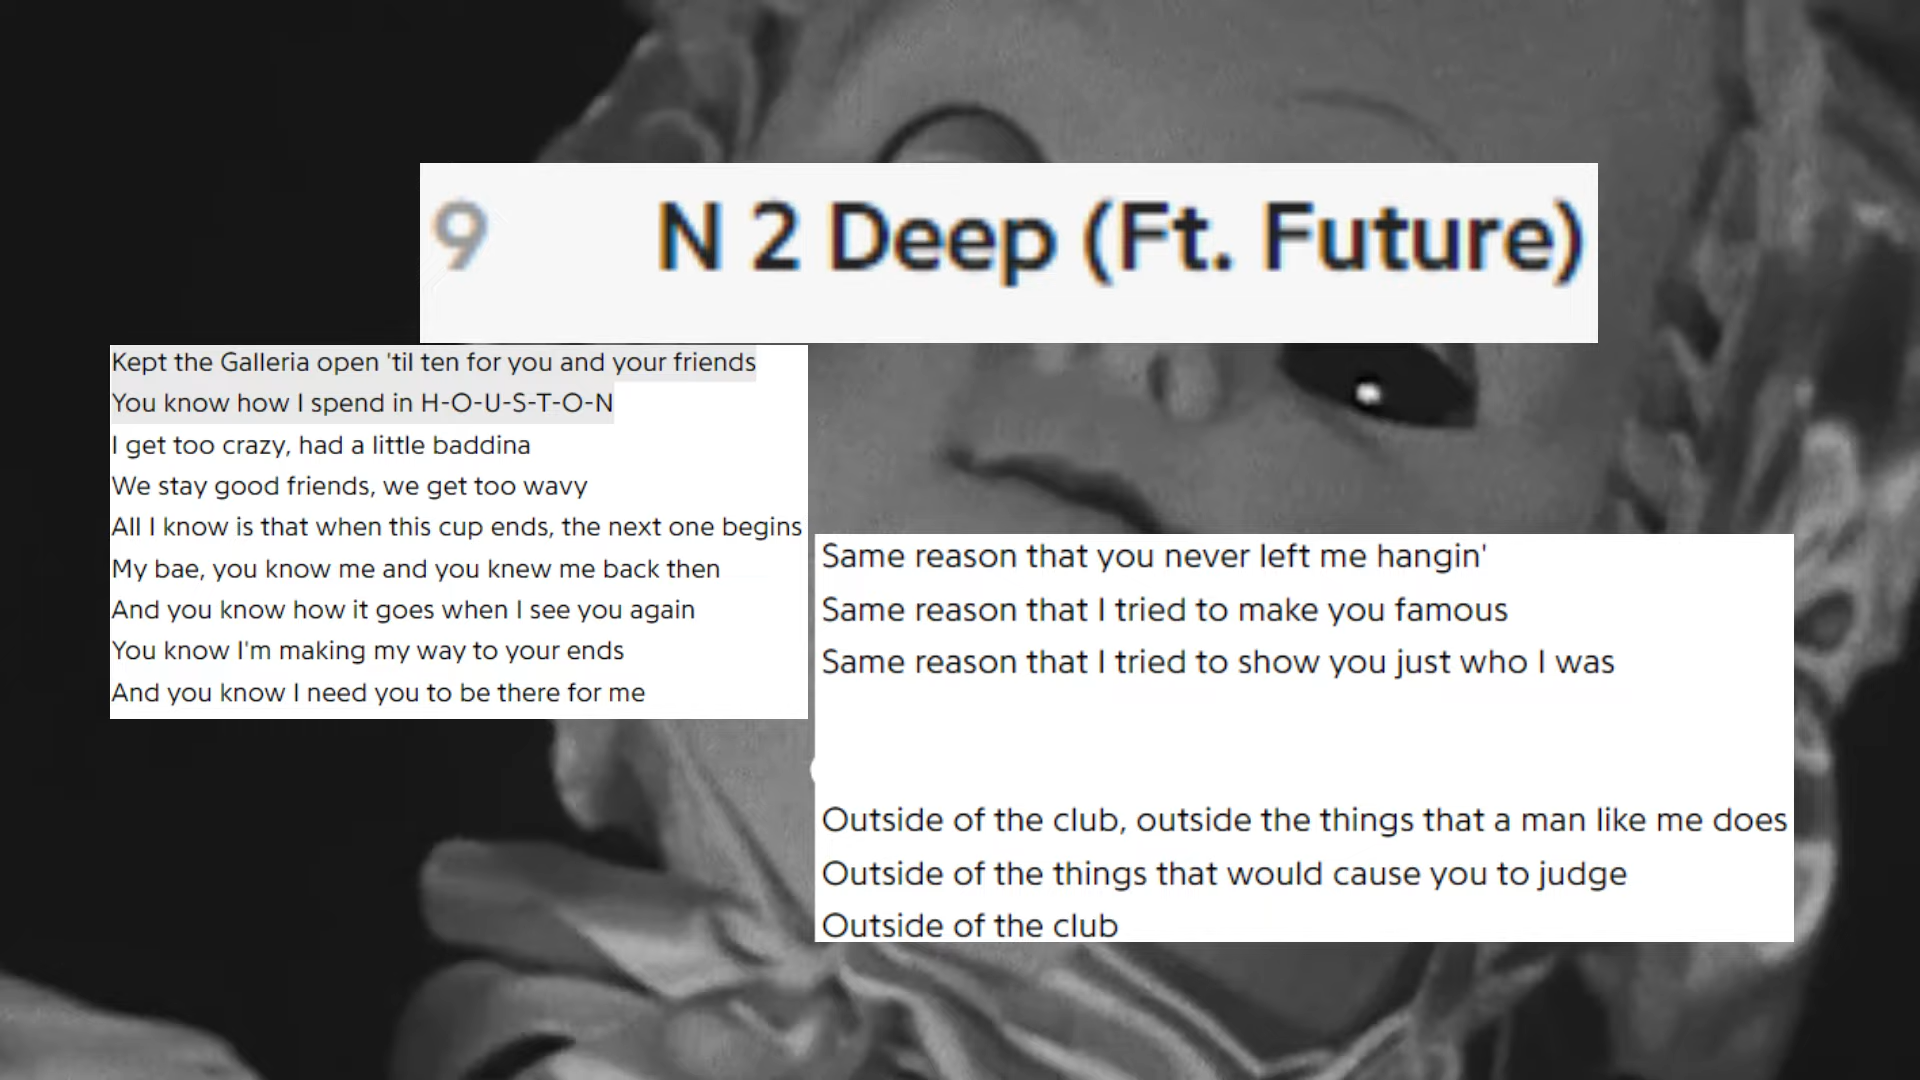 9 N 2 Deep (Ft. Future)
Kept the Galleria open 'til ten for you and your friends
You know how I spend in H-O-U-S-T-O-N
I get too crazy, had a little baddina
We stay good friends, we get too wavy
All I know is that when this cup ends, the next one begins
My bae, you know me and you knew me back then
And you know how it goes when I see you again
You know I'm making my way to your ends
And you know I need you to be there for me
Same reason that you never left me hangin'
Same reason that I tried to make you famous
Same reason that I tried to show you just who I was
Outside of the club, outside the things that a man like me does
Outside of the things that would cause you to judge
Outside of the club